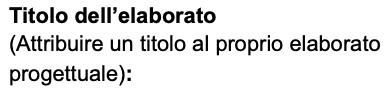 Titolo dell’elaborato
(Attribuire un titolo al proprio elaborato
progettuale):